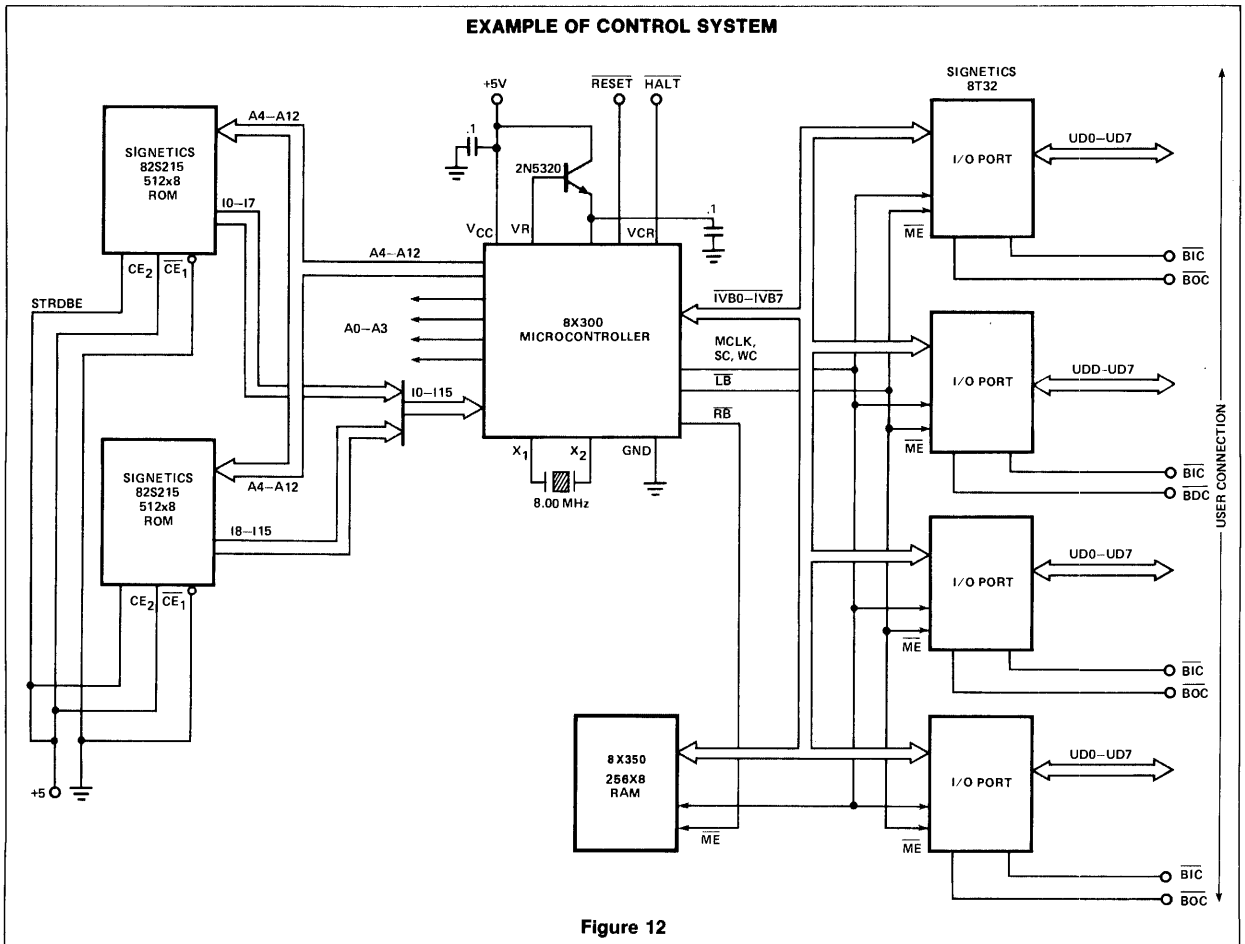 EXAMPLE OF CONTROL SYSTEM
SIGNETICS
82S215
512x8
ROM
A4–A12
I0–I7
CE2
CE1
STRDBE
SIGNETICS
82S215
512x8
ROM
A4–A12
I8–I15
CE2
CE1
+5
+5V
.1
2N5320
RESET
HALT
.1
VCC
VR
VCR
A4–A12
A0–A3
I0–I15
8X300
MICROCONTROLLER
X1
X2
GND
8.00 MHz
IVB0–IVB7
MCLK,
SC, WC
LB
RB
8X350
256X8
RAM
ME
SIGNETICS
8T32
I/O PORT
UD0–UD7
ME
BIC
BOC
I/O PORT
UDD-UD7
ME
BIC
BDC
I/O PORT
UD0–UD7
ME
BIC
BOC
I/O PORT
UD0–UD7
ME
BIC
BOC
USER CONNECTION
Figure 12